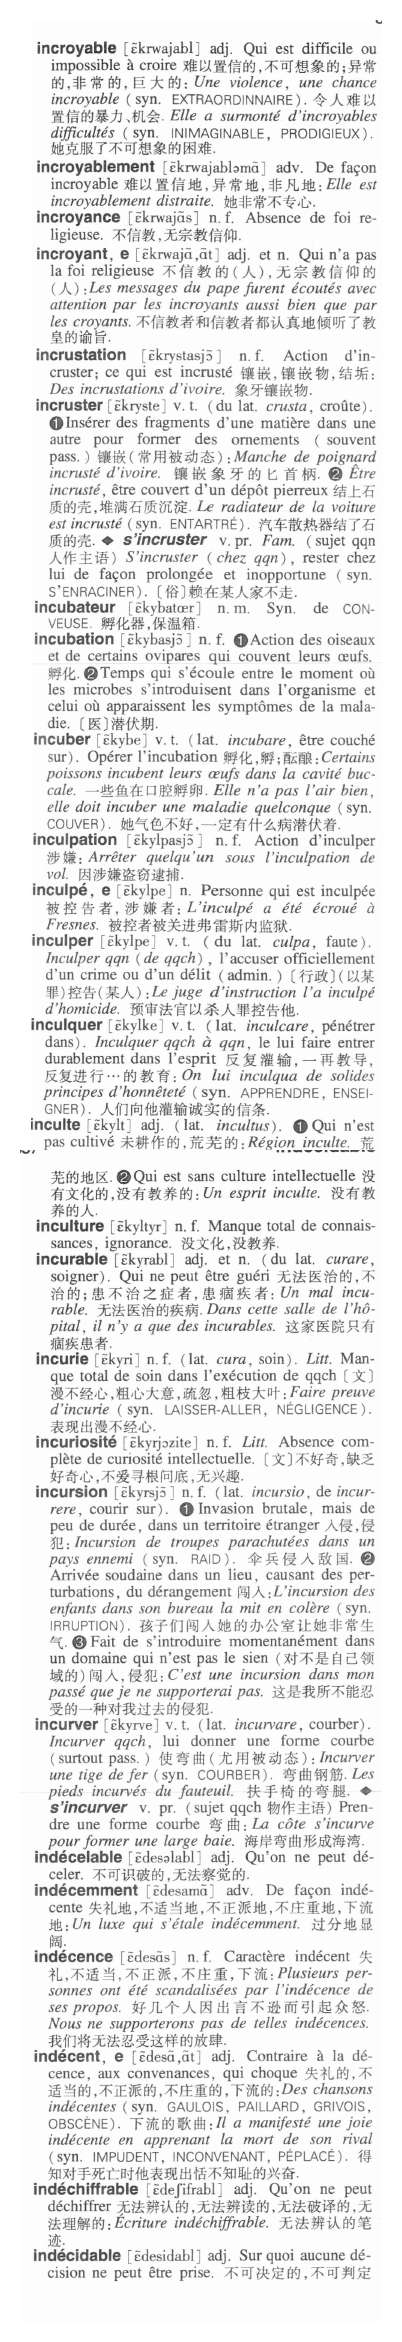 incroyable [ɛ̃krwajabl] adj. Qui est difficile ou
impossible à croire 难以置信的,不可想象的;异常
的,非常的,巨大的: Une violence, une chance
incroyable ( syn. EXTRAORDINNAIRE). 令人难以
置信的暴力、机会. Elle a surmonté d'incroyables
difficultés ( syn. INIMAGINABLE, PRODIGIEUX).
她克服了不可想象的困难.
incroyablement [ɛ̃krwajabləmɑ̃] adv. De façon
incroyable 难以置信地,异常地,非凡地: Elle est
incroyablement distraite. 她非常不专心.
incroyance [ɛ̃krwajɑ̃s] n. f. Absence de foi re-
ligieuse. 不信教,无宗教信仰.
incroyant, e [ɛ̃krwajɑ̃,ɑ̃t] adj. et n. Qui n'a pas
la foi religieuse 不信教的(人),无宗教信仰的
(人):Les messages du pape furent écoutés avec
attention par les incroyants aussi bien que par
les croyants. 不信教者和信教者都认真地倾听了教
皇的谕旨.
incrustation [ɛ̃krystasjɔ̃] n. f. Action d'in-
cruster; ce qui est incrusté 镶嵌,镶嵌物,结垢:
Des incrustations d'ivoire. 象牙镶嵌物.
incruster [ɛ̃kryste] v. t. (du lat. crusta, croûte).
❶Insérer des fragments d'une matière dans une
autre pour former des ornements ( souvent
pass. ) 镶嵌(常用被动态):Manche de poignard
incrusté d'ivoire. 镶嵌象牙的匕首柄. ❷ Être
incrusté, être couvert d'un dépôt pierreux 结上石
质的壳,堆满石质沉淀. Le radiateur de la voiture
est incrusté (syn. ENTARTRÉ). 汽车散热器结了石
质的壳. ◆ s'incruster v. pr. Fam. (sujet qqn
人作主语) S'incruster ( chez qqn), rester chez
lui de façon prolongée et inopportune ( syn.
S'ENRACINER). 〔俗〕赖在某人家不走.
incubateur [ɛ̃kybatœr] n. m. Syn. de CON-
VEUSE. 孵化器,保温箱.
incubation [ɛ̃kybasjɔ̃] n. f. ❶Action des oiseaux
et de certains ovipares qui couvent leurs œufs.
孵化. ❷Temps qui s'écoule entre le moment où
les microbes s'introduisent dans l'organisme et
celui où apparaissent les symptômes de la mala-
die. 〔医〕潜伏期.
incuber [ɛ̃kybe] v. t. (lat. incubare, être couché
sur). Opérer l'incubation 孵化,孵;酝酿:Certains
poissons incubent leurs œufs dans la cavité buc-
cale. 一些鱼在口腔孵卵. Elle n'a pas l'air bien,
elle doit incuber une maladie quelconque (syn.
COUVER). 她气色不好,一定有什么病潜伏着.
inculpation [ɛ̃kylpasjɔ̃] n. f. Action d'inculper
涉嫌: Arrêter quelqu'un sous l'inculpation de
vol. 因涉嫌盗窃逮捕.
inculpé, e [ɛ̃kylpe] n. Personne qui est inculpée
被控告者,涉嫌者: L'inculpé a été écroué à
Fresnes. 被控者被关进弗雷斯内监狱.
inculper [ɛ̃kylpe] v. t. ( du lat. culpa, faute).
Inculper qqn (de qqch), l'accuser officiellement
d'un crime ou d'un délit (admin.) 〔行政〕(以某
罪)控告(某人):Le juge d'instruction l'a inculpé
d'homicide. 预审法官以杀人罪控告他.
inculquer [ɛ̃kylke] v. t. (lat. inculcare, pénétrer
dans). Inculquer qqch à qqn, le lui faire entrer
durablement dans l'esprit 反复灌输,一再教导,
反复进行…的教育: On lui inculqua de solides
principes d'honnêteté (syn. APPRENDRE, ENSEI-
GNER). 人们向他灌输诚实的信条.
inculte [ɛ̃kylt] adj. (lat. incultus). ❶Qui n'est
pas cultivé 未耕作的,荒芜的: Région inculte. 荒
芜的地区. ❷Qui est sans culture intellectuelle 没
有文化的,没有教养的: Un esprit inculte. 没有教
养的人.
inculture [ɛ̃kyltyr] n. f. Manque total de connais-
sances, ignorance. 没文化,没教养.
incurable [ɛ̃kyrabl] adj. et n. (du lat. curare,
soigner). Qui ne peut être guéri 无法医治的,不
治的;患不治之症者,患痼疾者: Un mal incu-
rable. 无法医治的疾病. Dans cette salle de l'hô-
pital, il n'y a que des incurables. 这家医院只有
痼疾患者.
incurie [ɛ̃kyri] n. f. (lat. cura, soin). Litt. Man-
que total de soin dans l'exécution de qqch 〔文〕
漫不经心,粗心大意,疏忽,粗枝大叶: Faire preuve
d'incurie ( syn. LAISSER-ALLER, NÉGLIGENCE).
表现出漫不经心.
incuriosité [ɛ̃kyrjɔzite] n. f. Litt. Absence com-
plète de curiosité intellectuelle. 〔文〕不好奇,缺乏
好奇心,不爱寻根问底,无兴趣.
incursion [ɛ̃kyrsjɔ̃] n. f. (lat. incursio, de incur-
rere, courir sur). ❶ Invasion brutale, mais de
peu de durée, dans un territoire étranger 入侵,侵
犯: Incursion de troupes parachutées dans un
pays ennemi (syn. RAID). 伞兵侵入敌国. ❷
Arrivée soudaine dans un lieu, causant des per-
turbations, du dérangement 闯入:L'incursion des
enfants dans son bureau la mit en colère (syn.
IRRUPTION). 孩子们闯入她的办公室让她非常生
气. ❸Fait de s'introduire momentanément dans
un domaine qui n'est pas le sien (对不是自己领
域的)闯入,侵犯:C'est une incursion dans mon
passé que je ne supporterai pas. 这是我所不能忍
受的一种对我过去的侵犯.
incurver [ɛ̃kyrve] v. t. (lat. incurvare, courber).
Incurver qqch, lui donner une forme courbe
(surtout pass. ) 使弯曲(尤用被动态): Incurver
une tige de fer (syn. COURBER). 弯曲钢筋. Les
pieds incurvés du fauteuil. 扶手椅的弯腿. ◆
s'incurver v. pr. (sujet qqch 物作主语) Pren-
dre une forme courbe 弯曲: La côte s'incurve
pour former une large baie. 海岸弯曲形成海湾.
indécelable [ɛ̃desəlabl] adj. Qu'on ne peut dé-
celer. 不可识破的,无法察觉的.
indécemment [ɛ̃desamɑ̃] adv. De façon indé-
cente 失礼地,不适当地,不正派地,不庄重地,下流
地: Un luxe qui s'étale indécemment. 过分地显
阔.
indécence [ɛ̃desɑ̃s] n. f. Caractère indécent 失
礼,不适当,不正派,不庄重,下流: Plusieurs per-
sonnes ont été scandalisées par l'indécence de
ses propos. 好几个人因出言不逊而引起众怒.
Nous ne supporterons pas de telles indécences.
我们将无法忍受这样的放肆.
indécent, e [ɛ̃desɑ̃,ɑ̃t] adj. Contraire à la dé-
cence, aux convenances, qui choque 失礼的,不
适当的,不正派的,不庄重的,下流的: Des chansons
indécentes (syn. GAULOIS, PAILLARD, GRIVOIS,
OBSCÈNE). 下流的歌曲: Il a manifesté une joie
indécente en apprenant la mort de son rival
(syn. IMPUDENT, INCONVENANT, PÉPLACÉ). 得
知对手死亡时他表现出恬不知耻的兴奋.
indéchiffrable [ɛ̃deʃifrabl] adj. Qu'on ne peut
déchiffrer 无法辨认的,无法辨读的,无法破译的,无
法理解的: Écriture indéchiffrable. 无法辨认的笔
迹.
indécidable [ɛ̃desidabl] adj. Sur quoi aucune dé-
cision ne peut être prise. 不可决定的,不可判定